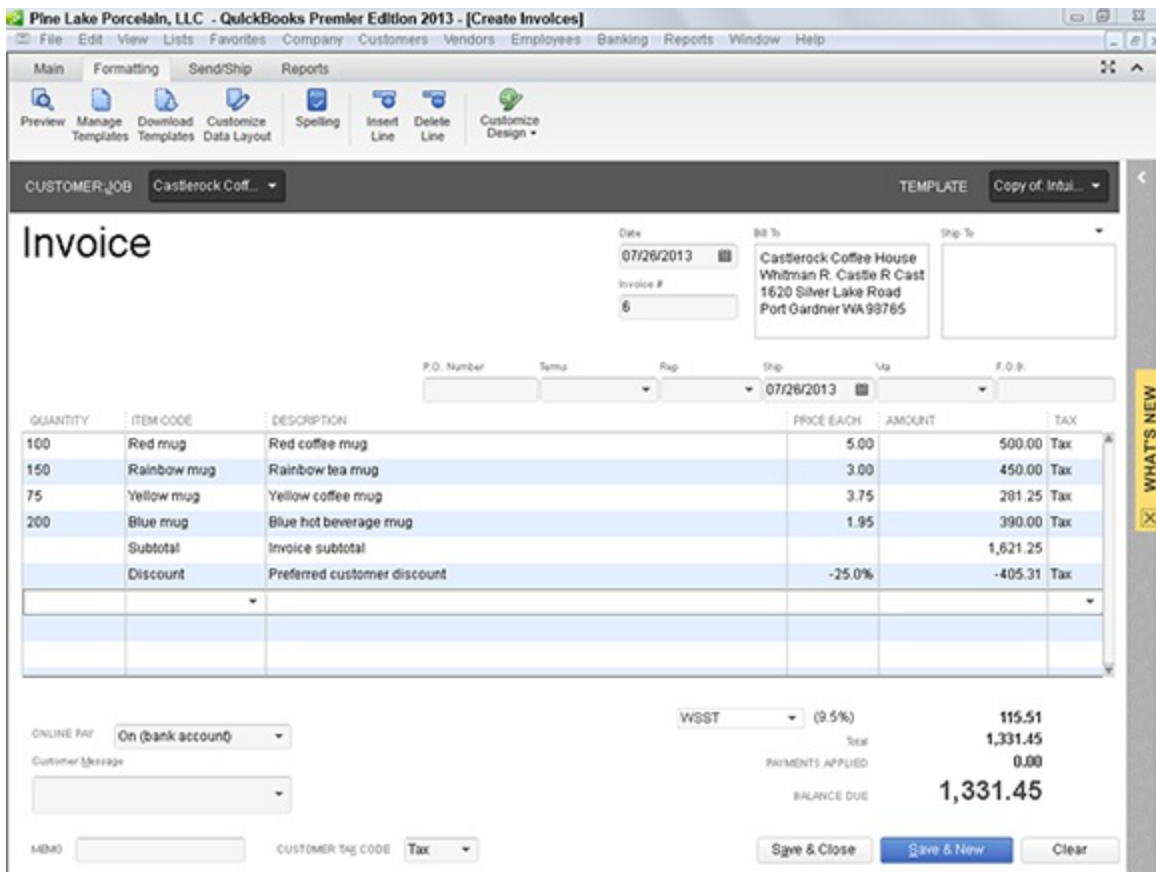 Pine Lake Porcelain, LLC - QuickBooks Premier Edition 2013 - [Create Invoices]
File Edit View Lists Favorites Company Customers Vendors Employees Banking Reports Window Help
Main Formatting Send/Ship Reports
Preview Manage Templates Download Templates Customize Data Layout Spelling Insert Line Delete Line Customize Design
CUSTOMER:JOB Castlerock Coff... TEMPLATE Copy of: Intui...
Invoice
Date Bill To Ship To
07/26/2013
Invoice #
6
Castlerock Coffee House
Whitman R. Castle R Cast
1620 Silver Lake Road
Port Gardner WA 98765
P.O. Number Terms Rep Ship Via F.O.B.
07/26/2013
QUANTITY ITEM CODE DESCRIPTION PRICE EACH AMOUNT TAX
100 Red mug Red coffee mug 5.00 500.00 Tax
150 Rainbow mug Rainbow tea mug 3.00 450.00 Tax
75 Yellow mug Yellow coffee mug 3.75 281.25 Tax
200 Blue mug Blue hot beverage mug 1.95 390.00 Tax
Subtotal Invoice subtotal 1,621.25
Discount Preferred customer discount -25.0% -405.31 Tax
WSST (9.5%) 115.51
Total 1,331.45
PAYMENTS APPLIED 0.00
BALANCE DUE 1,331.45
ONLINE PAY On (bank account)
Customer Message
MEMO CUSTOMER TAX CODE Tax
Save & Close Save & New Clear
WHAT'S NEW